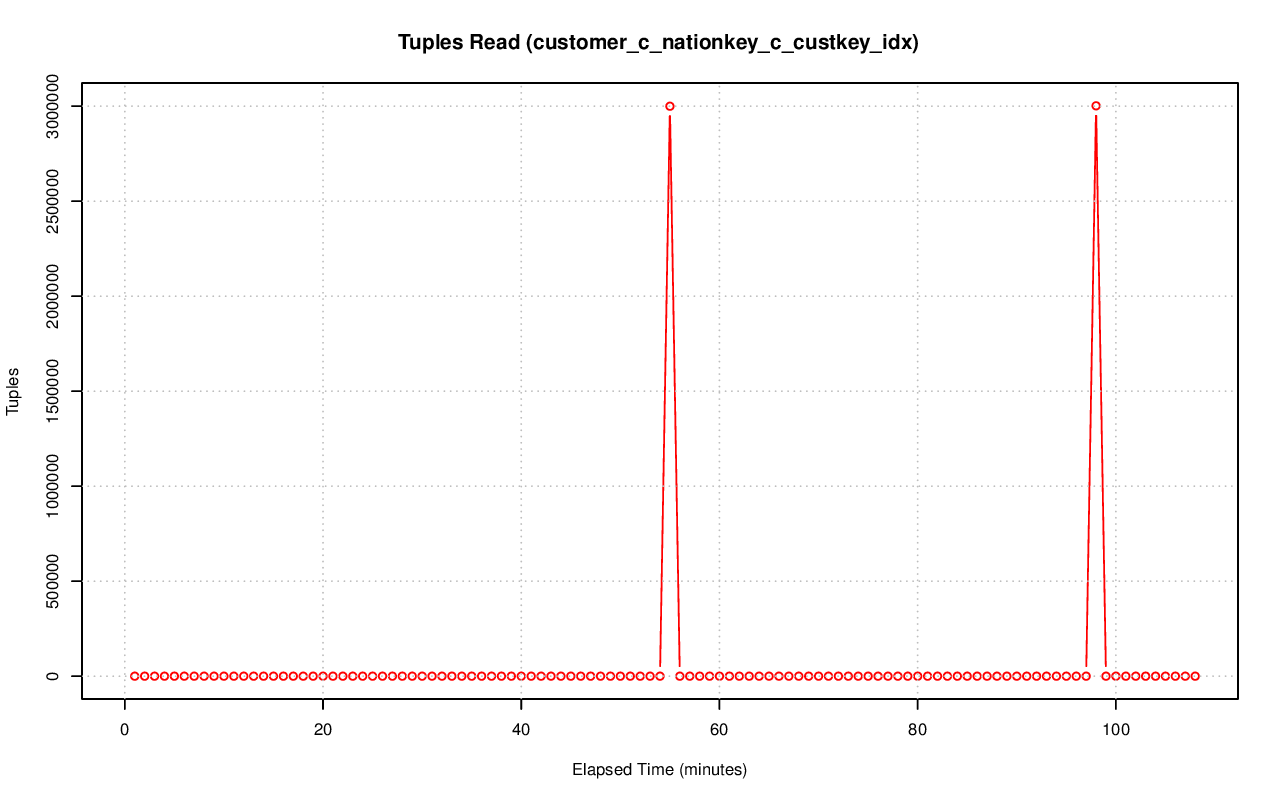 Tuples Read (customer_c_nationkey_c_custkey_idx)
Tuples
3000000
2500000
2000000
1500000
1000000
500000
0
0 20 40 60 80 100
Elapsed Time (minutes)